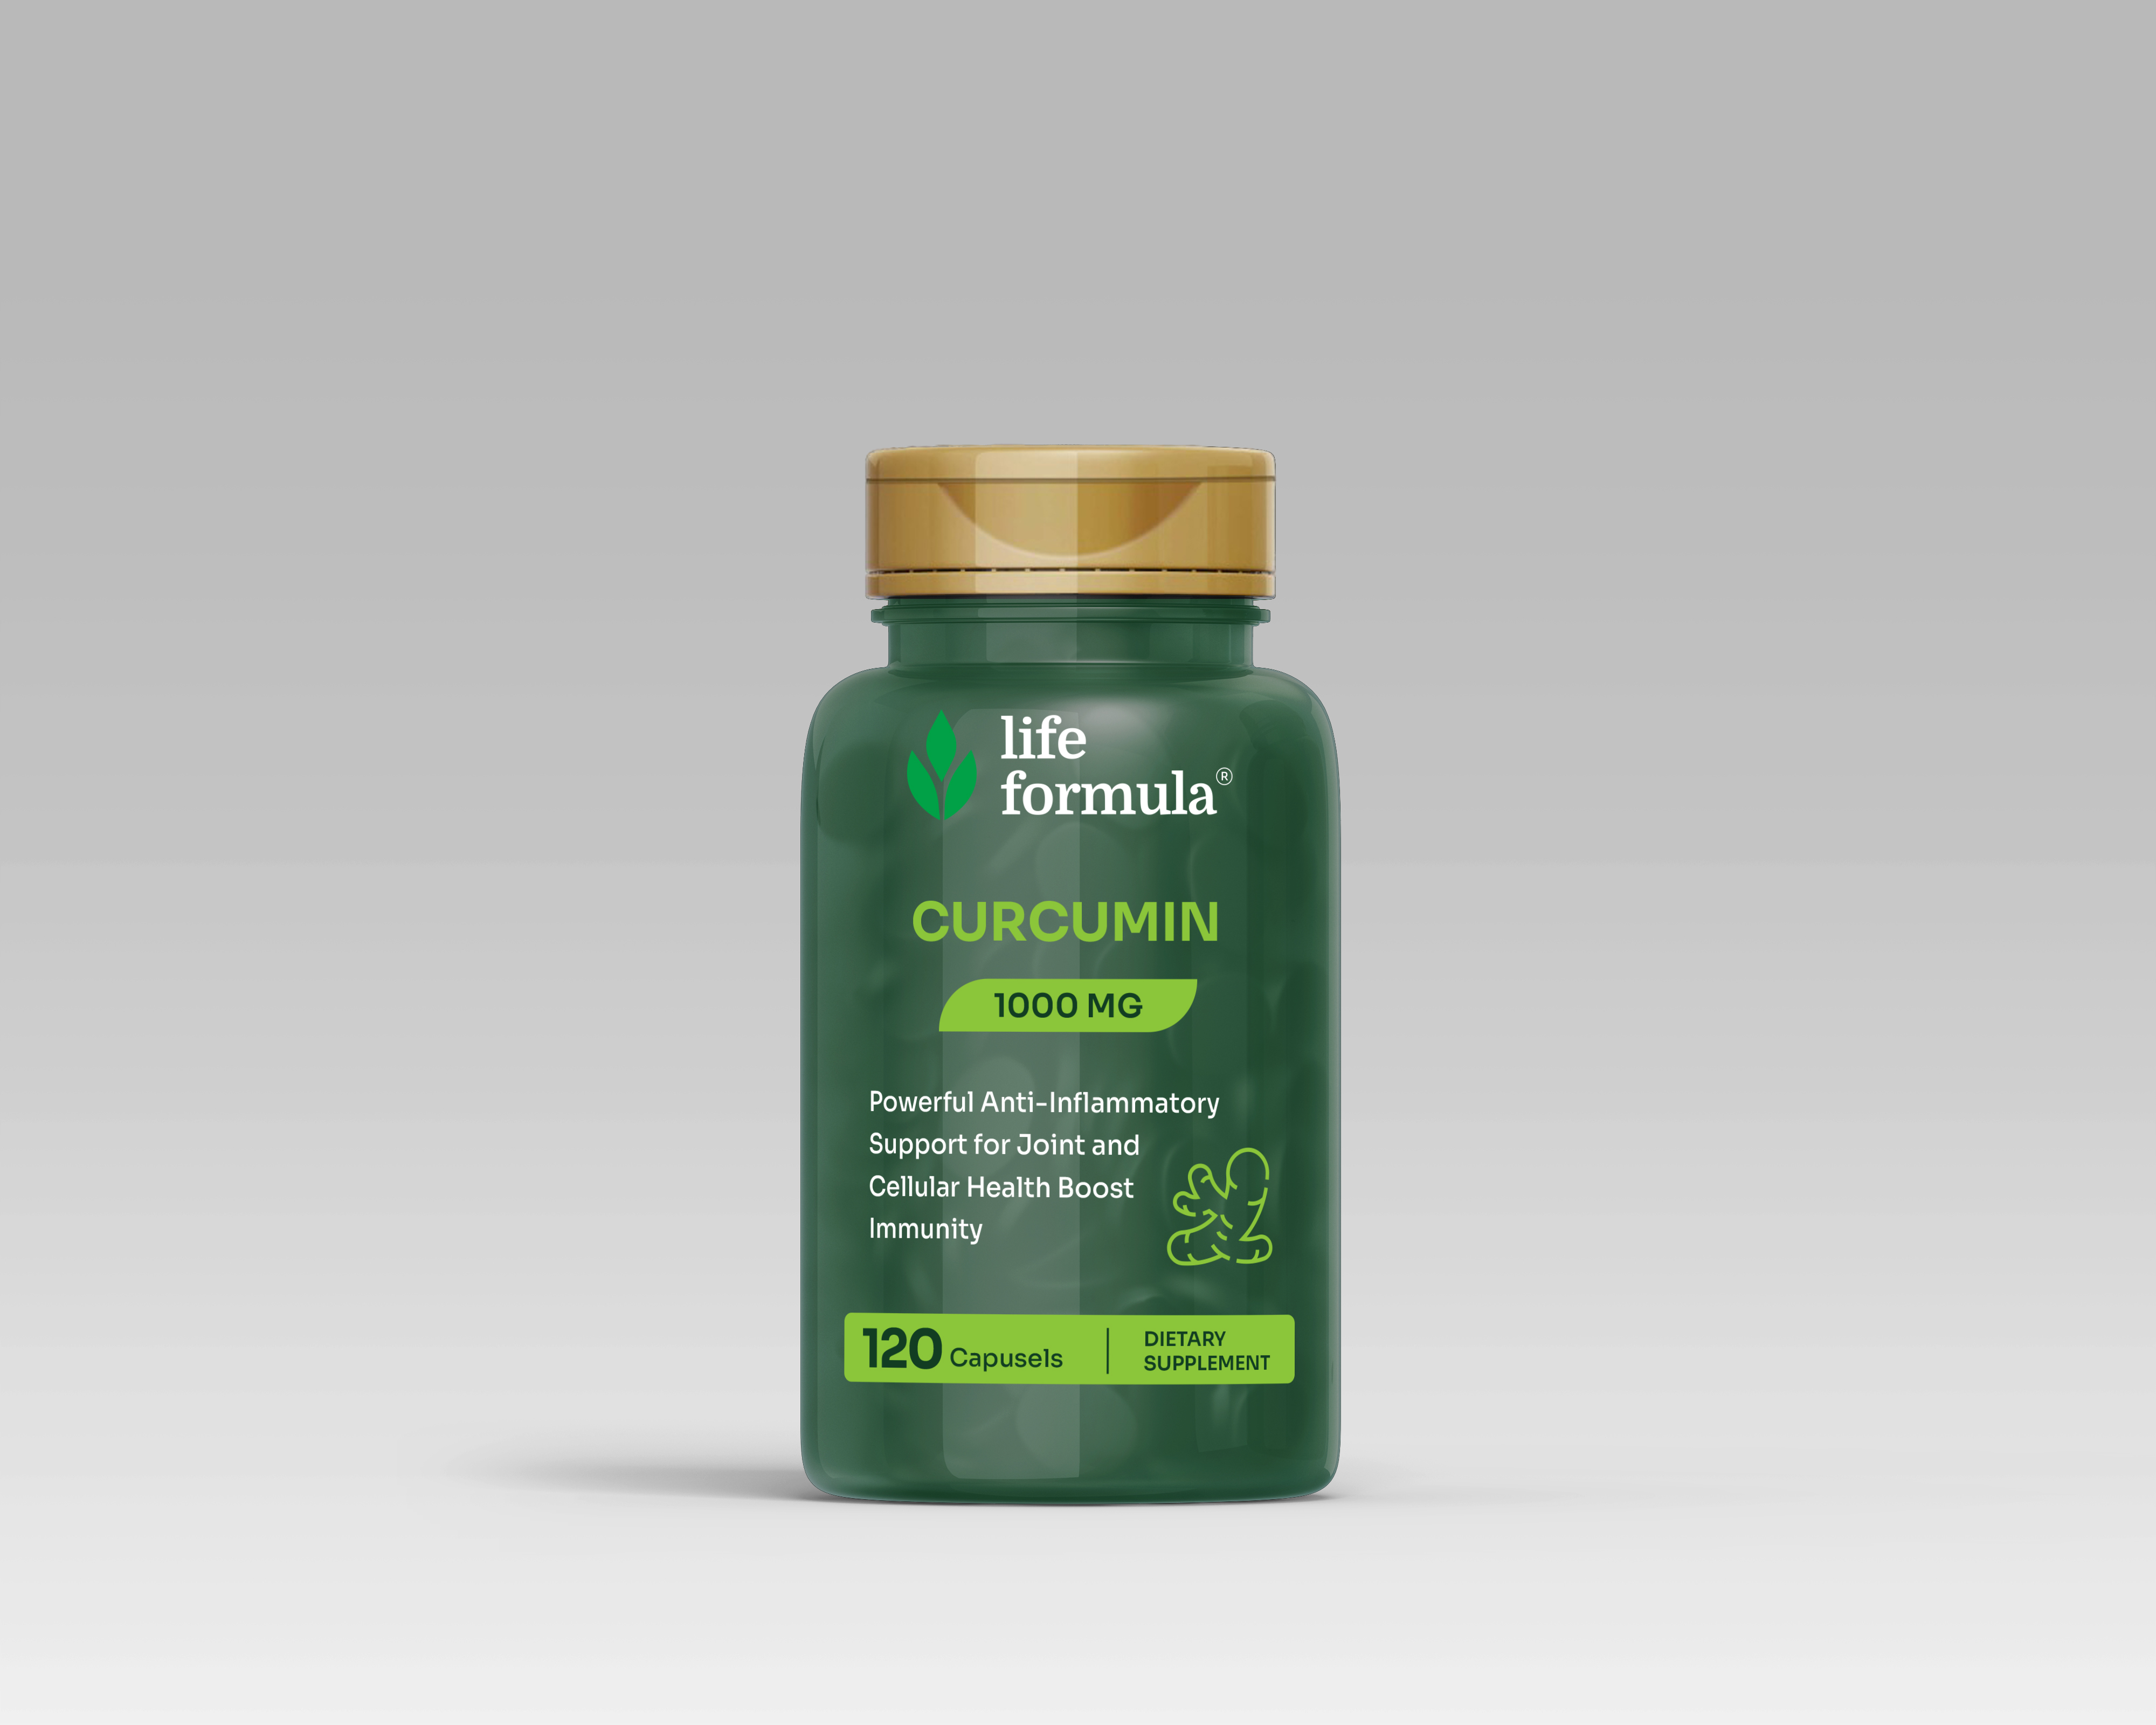 life
formula®
CURCUMIN
1000 MG
Powerful Anti-Inflammatory
Support for Joint and
Cellular Health Boost
Immunity
120 Capusels
DIETARY
SUPPLEMENT